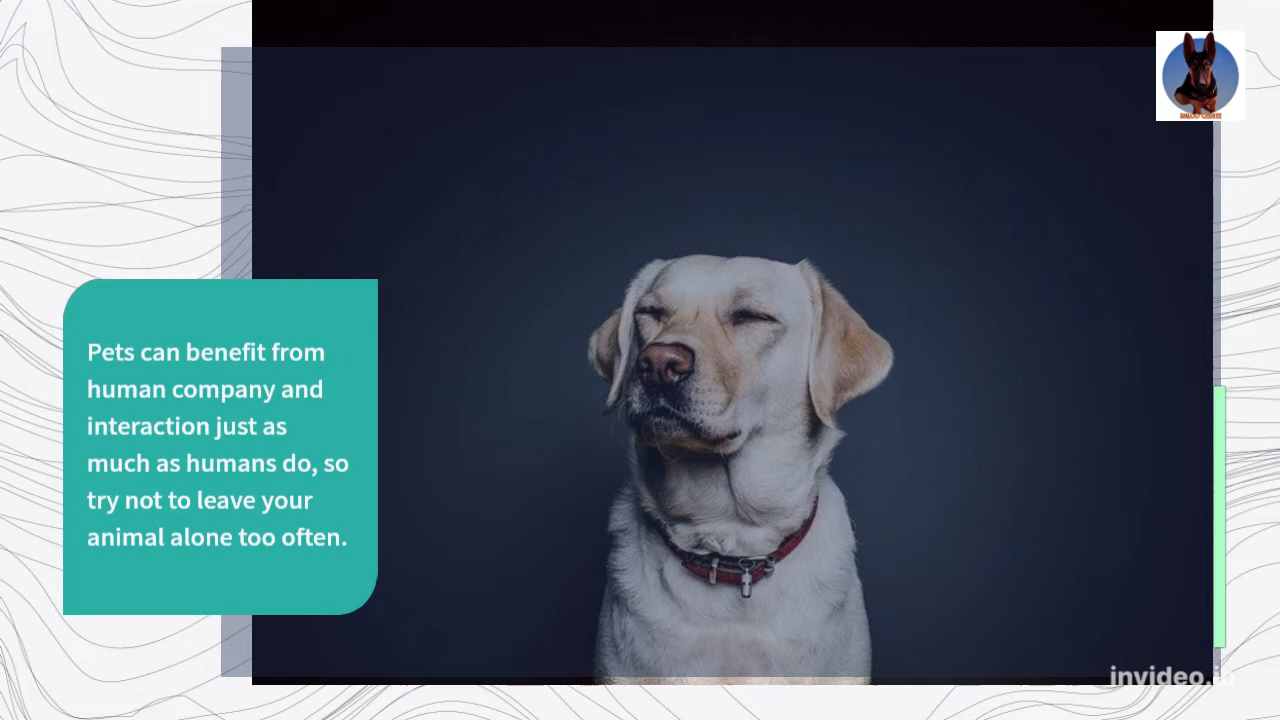 Pets can benefit from
human company and
interaction just as
much as humans do, so
try not to leave your
animal alone too often.